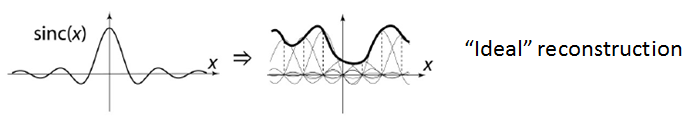 sinc(x)
x
⇒
x
“Ideal” reconstruction